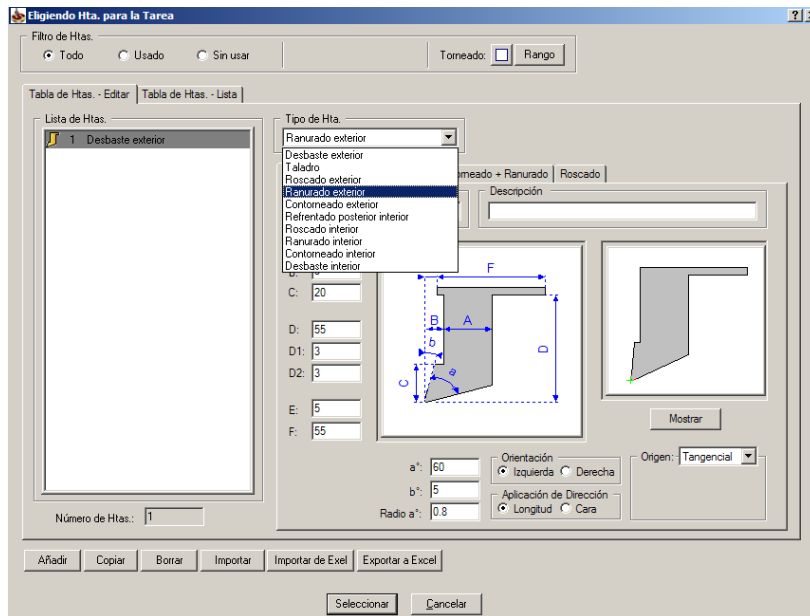 Eligiendo Hta. para la Tarea
Filtro de Htas.
Todo Usado Sin usar Torneado: Rango
Tabla de Htas. - Editar Tabla de Htas. - Lista
Lista de Htas.
1 Desbaste exterior
Tipo de Hta.
Ranurado exterior
Desbaste exterior
Taladro
Roscado exterior
Ranurado exterior
Contorneado exterior
Refrentado posterior interior
Roscado interior
Ranurado interior
Contorneado interior
Desbaste interior
orneado + Ranurado Roscado
Descripción
C: 20
D: 55
D1: 3
D2: 3
E: 5
F: 55
F
B A
b
D
C a
Mostrar
a°: 60
b°: 5
Radio a°: 0.8
Orientación
Izquierda Derecha
Aplicación de Dirección
Longitud Cara
Origen: Tangencial
Número de Htas.: 1
Añadir Copiar Borrar Importar Importar de Exel Exportar a Excel
Seleccionar Cancelar